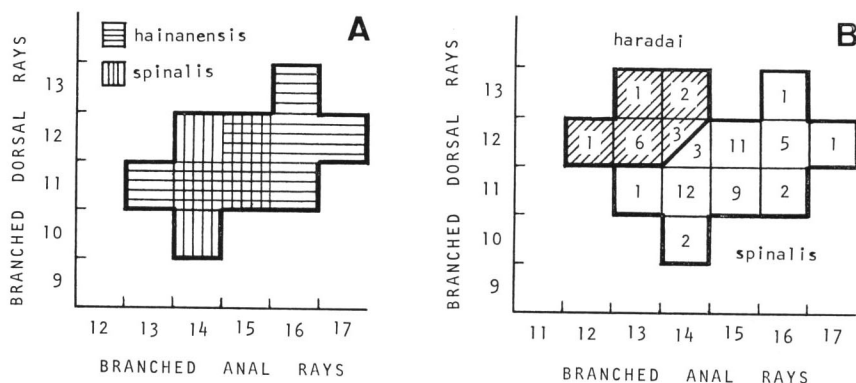 A
hainanensis
spinalis
BRANCHED DORSAL RAYS
13
12
11
10
9
12 13 14 15 16 17
BRANCHED ANAL RAYS
B
haradai
BRANCHED DORSAL RAYS
13 1 2 1
12 1 6 3 3 11 5 1
11 1 12 9 2
10 2
spinalis
9
11 12 13 14 15 16 17
BRANCHED ANAL RAYS